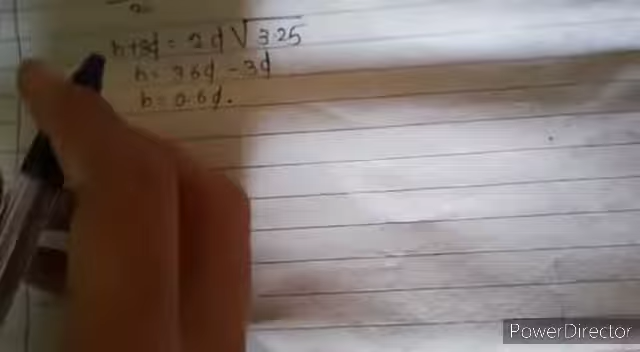 h+3d = 2d √3.25
h = 3.6d - 3d
h = 0.6d.
PowerDirector